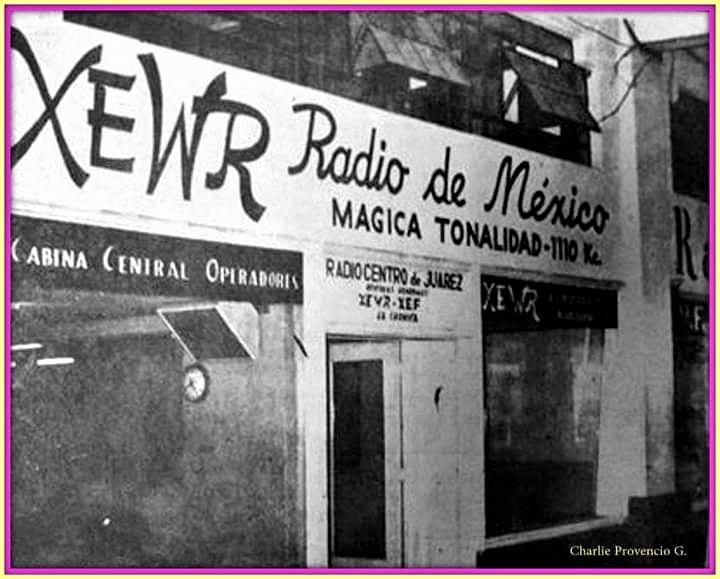 XEWR Radio de México
MAGICA TONALIDAD-1110 Kc.
CABINA CENTRAL OPERADORES
RADIO CENTRO de JUAREZ
XEWR-XEF
XEWR
Charlie Provencio G.